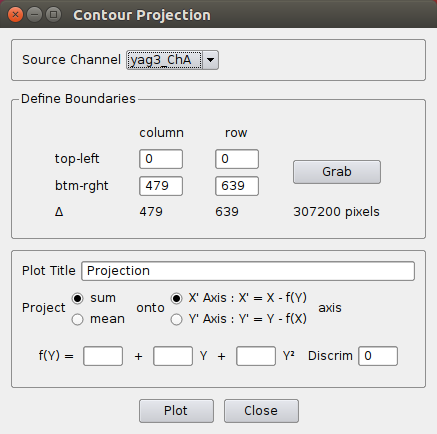 Contour Projection
Source Channel yag3_ChA
Define Boundaries
column row
top-left 0 0
btm-rght 479 639 Grab
Δ 479 639 307200 pixels
Plot Title Projection
Project sum onto X' Axis : X' = X - f(Y) axis
mean Y' Axis : Y' = Y - f(X)
f(Y) = + Y + Y² Discrim 0
Plot Close